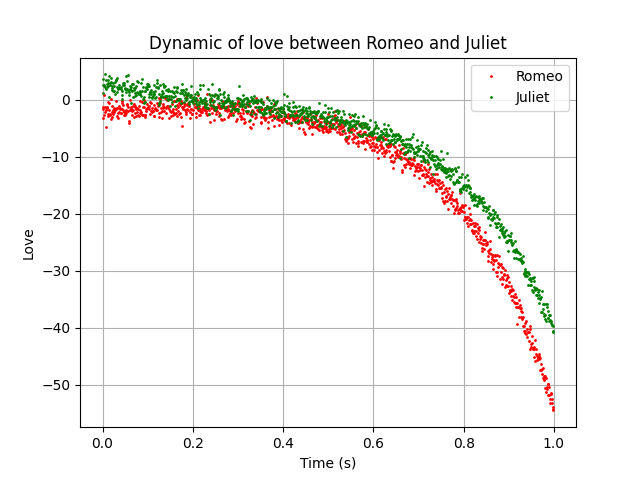 Dynamic of love between Romeo and Juliet
Romeo
Juliet
Love
0
−10
−20
−30
−40
−50
0.0 0.2 0.4 0.6 0.8 1.0
Time (s)